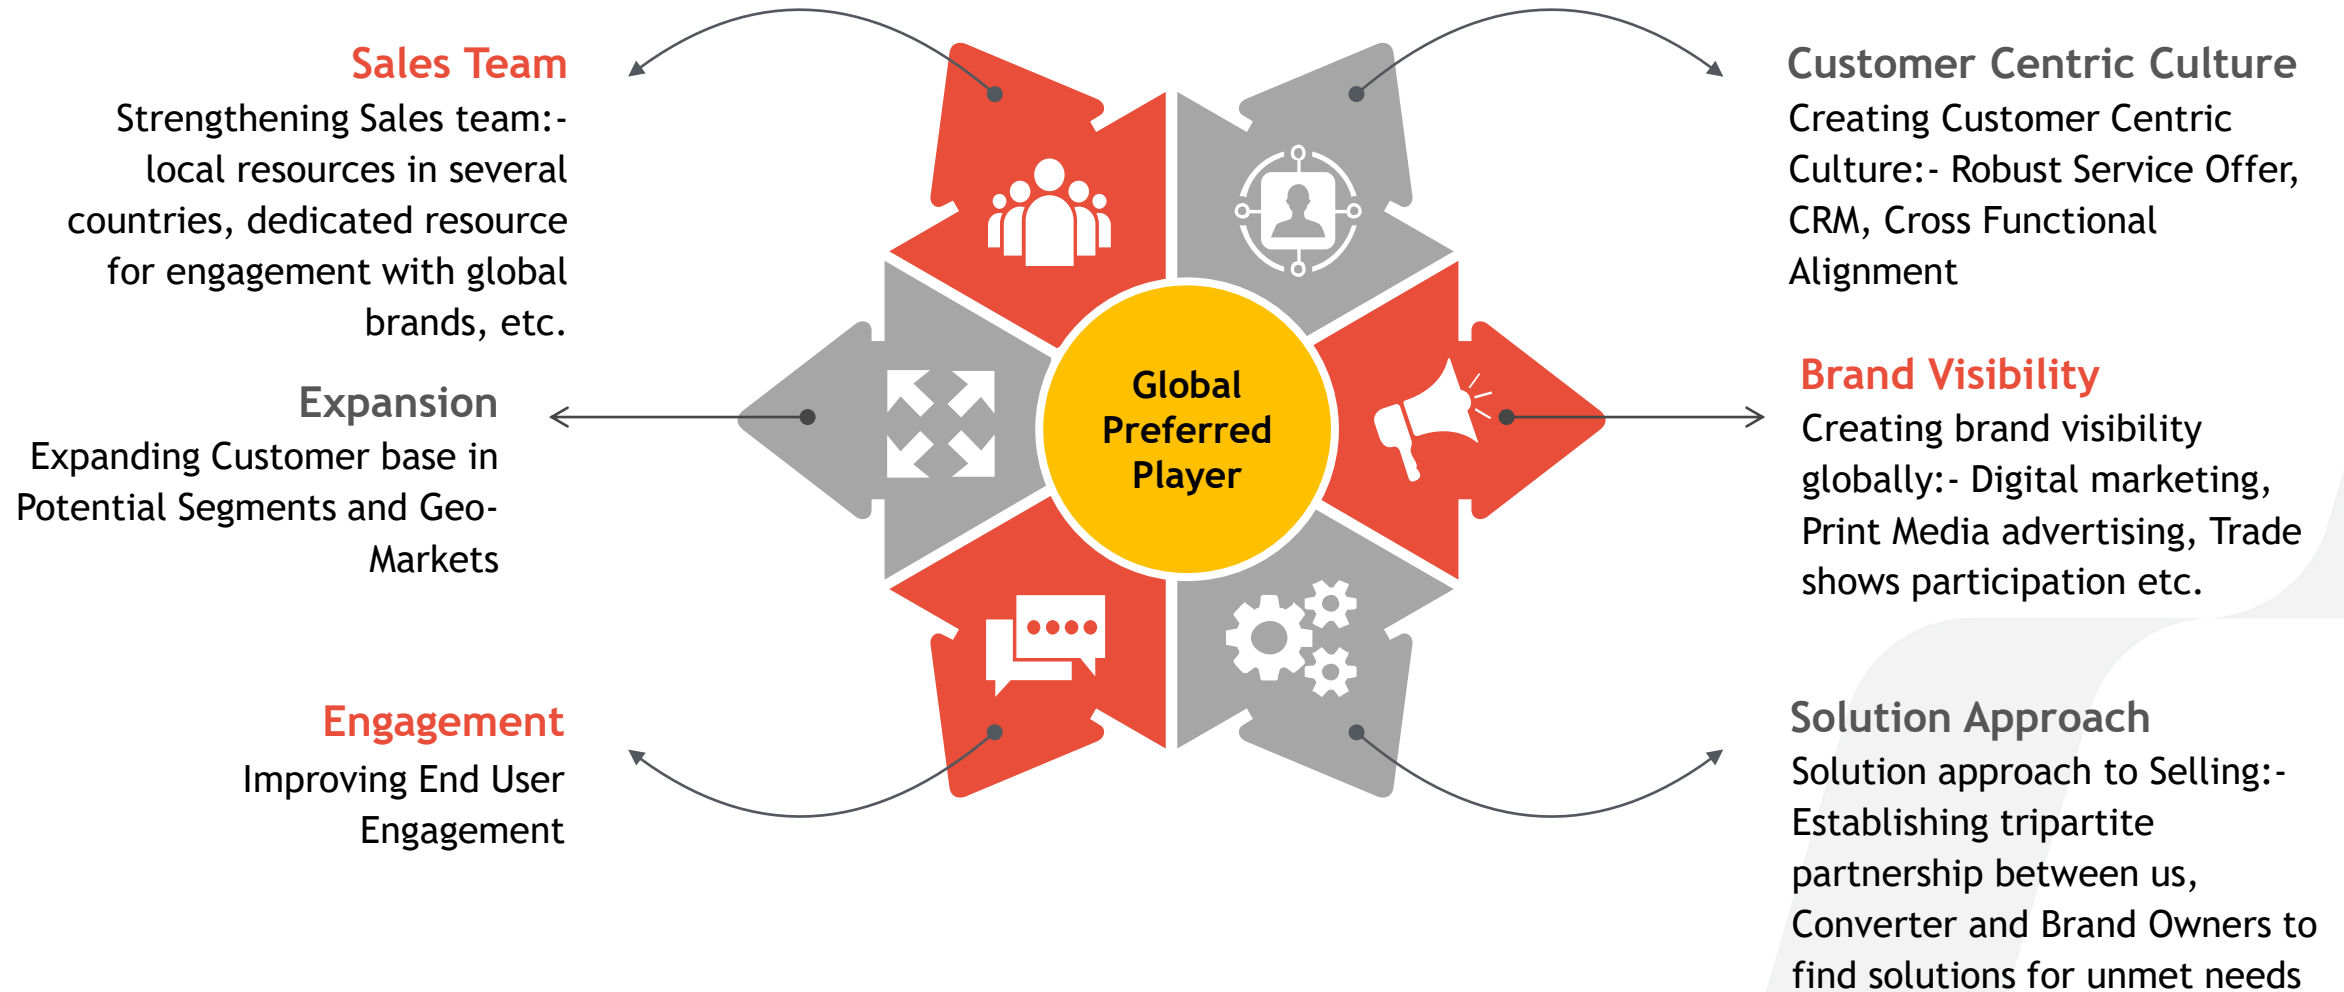 Sales Team
Strengthening Sales team:-
local resources in several
countries, dedicated resource
for engagement with global
brands, etc.
Expansion
Expanding Customer base in
Potential Segments and Geo-
Markets
Engagement
Improving End User
Engagement
Global
Preferred
Player
Customer Centric Culture
Creating Customer Centric
Culture:- Robust Service Offer,
CRM, Cross Functional
Alignment
Brand Visibility
Creating brand visibility
globally:- Digital marketing,
Print Media advertising, Trade
shows participation etc.
Solution Approach
Solution approach to Selling:-
Establishing tripartite
partnership between us,
Converter and Brand Owners to
find solutions for unmet needs